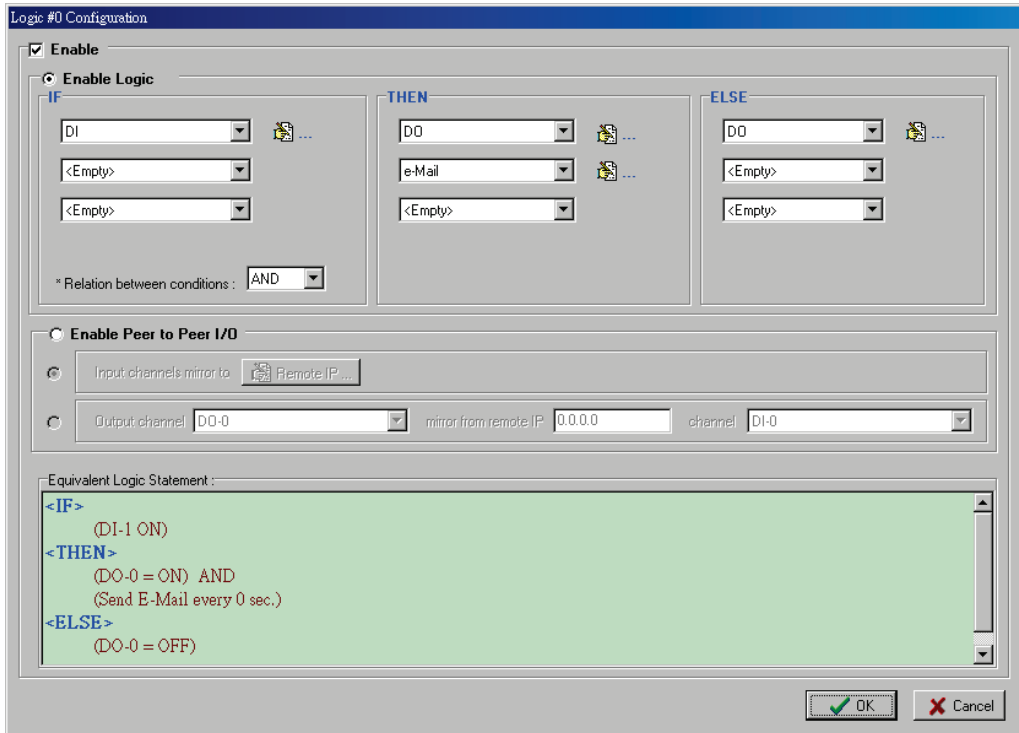 Logic #0 Configuration
Enable
Enable Logic
IF
DI
...
<Empty>
<Empty>
* Relation between conditions : AND
THEN
DO
...
e-Mail
...
<Empty>
ELSE
DO
...
<Empty>
<Empty>
Enable Peer to Peer I/O
Input channels mirror to Remote IP ...
Output channel DO-0 mirror from remote IP 0.0.0.0 channel DI-0
Equivalent Logic Statement :
<IF>
(DI-1 ON)
<THEN>
(DO-0 = ON) AND
(Send E-Mail every 0 sec.)
<ELSE>
(DO-0 = OFF)
OK Cancel